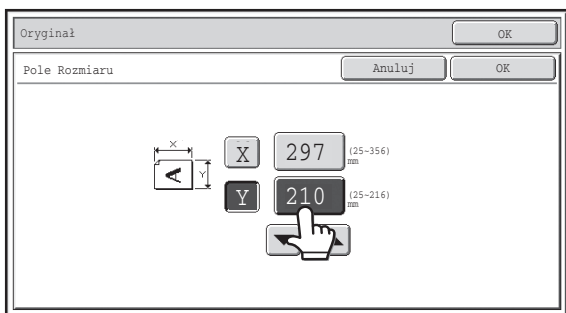 Oryginał OK
Pole Rozmiaru Anuluj OK
X X 297 (25~356)
mm
A Y Y 210 (25~216)
mm